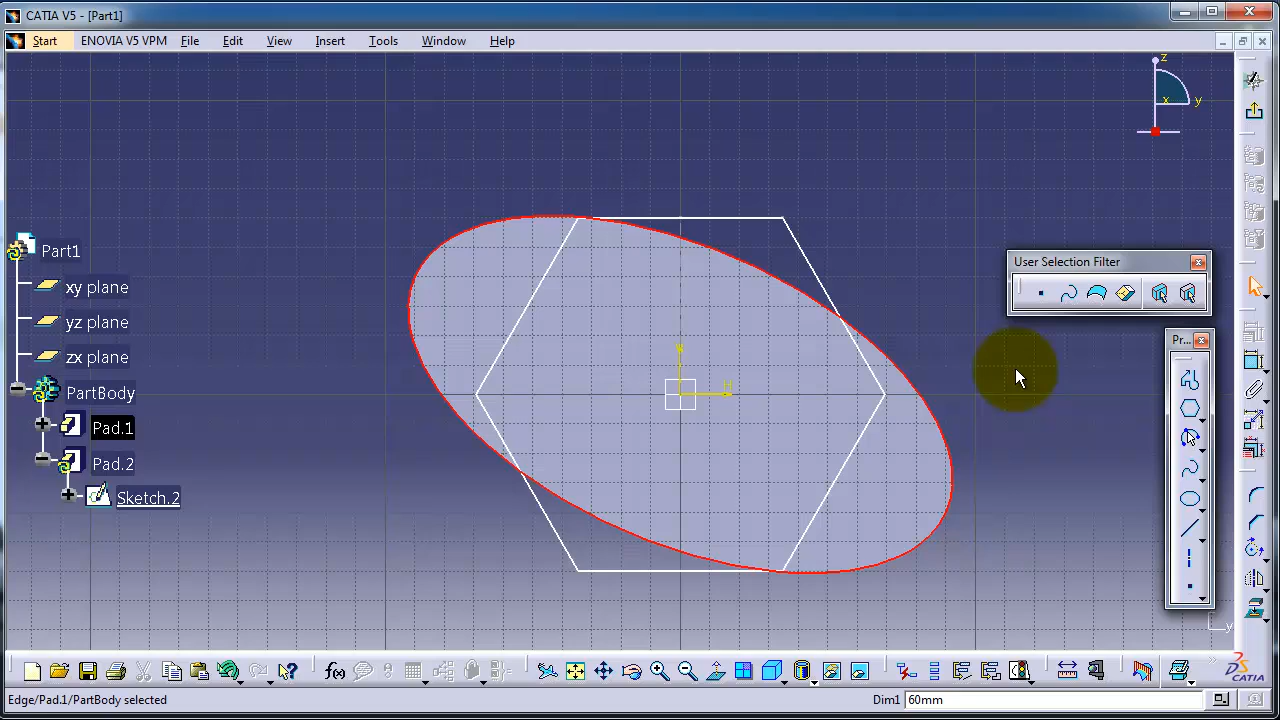 CATIA V5 - [Part1]
Start ENOVIA V5 VPM File Edit View Insert Tools Window Help
z
x y
Part1
xy plane
yz plane
zx plane
PartBody
Pad.1
Pad.2
Sketch.2
V
H
User Selection Filter
Pr...
y
f(x)
CATIA
Edge/Pad.1/PartBody selected
Dim1 60mm